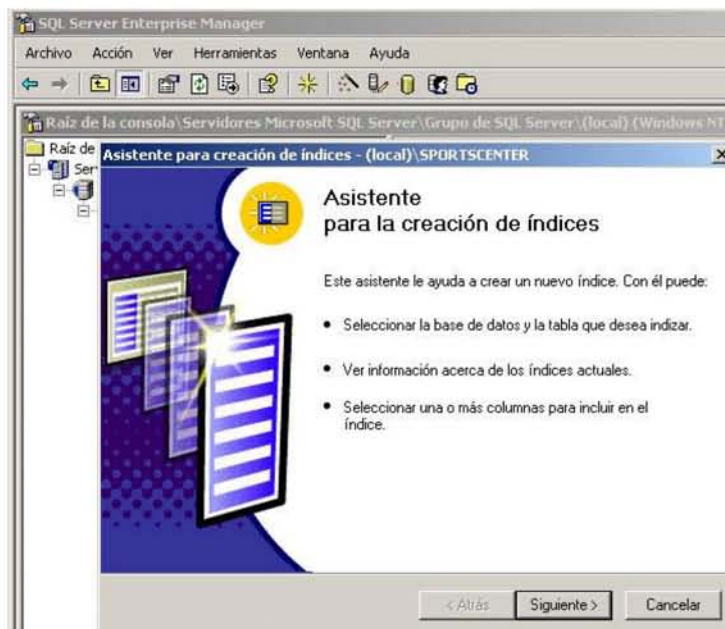 SQL Server Enterprise Manager
Archivo Acción Ver Herramientas Ventana Ayuda
Raíz de la consola\Servidores Microsoft SQL Server\Grupo de SQL Server\(local) (Windows NT
Raíz de
Asistente para creación de índices - (local)\SPORTSCENTER
Ser
Asistente
para la creación de índices
Este asistente le ayuda a crear un nuevo índice. Con él puede:
• Seleccionar la base de datos y la tabla que desea indizar.
• Ver información acerca de los índices actuales.
• Seleccionar una o más columnas para incluir en el
índice.
< Atrás Siguiente > Cancelar